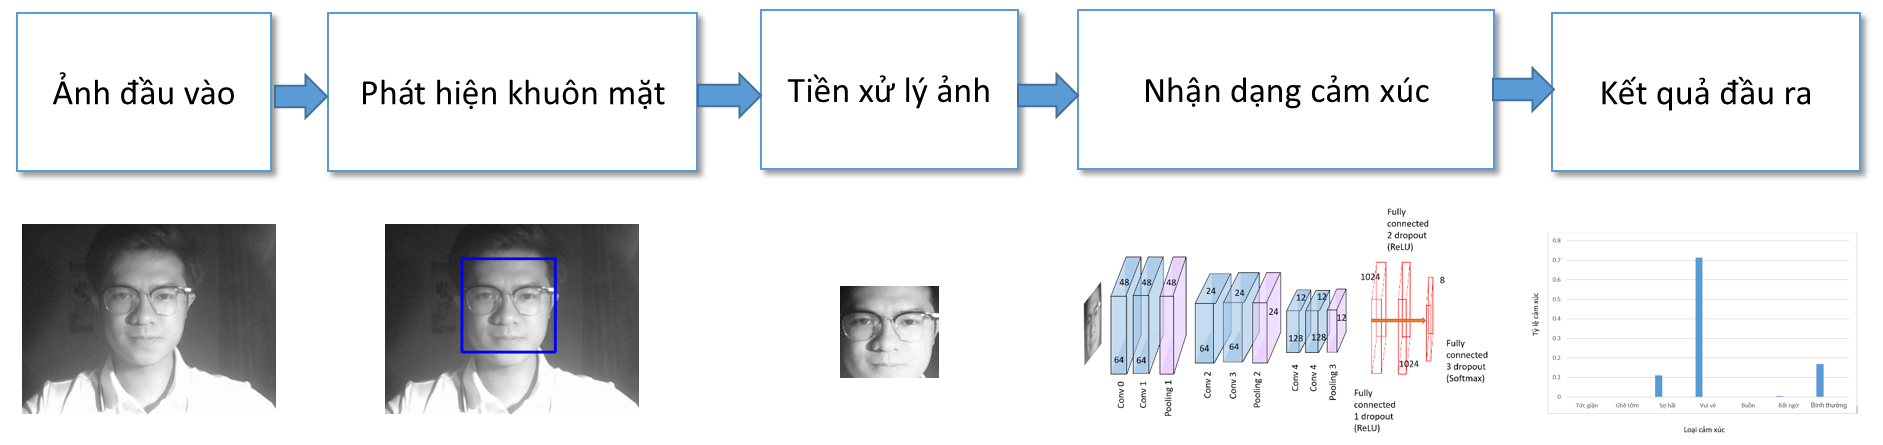 Ảnh đầu vào
Phát hiện khuôn mặt
Tiền xử lý ảnh
Nhận dạng cảm xúc
Kết quả đầu ra
Fully
connected
2 dropout
(ReLU)
48
48
48
64
64
Conv 0
Conv 1
Pooling 1
24
24
24
64
64
Conv 2
Conv 3
Pooling 2
12
12
12
128
128
Conv 4
Conv 4
Pooling 3
1024
1024
8
Fully
connected
1 dropout
(ReLU)
Fully
connected
3 dropout
(Softmax)
0.8
0.7
0.6
0.5
0.4
0.3
0.2
0.1
0
Tỷ lệ cảm xúc
Tức giận
Ghê tởm
Sợ hãi
Vui vẻ
Buồn
Bất ngờ
Bình thường
Loại cảm xúc